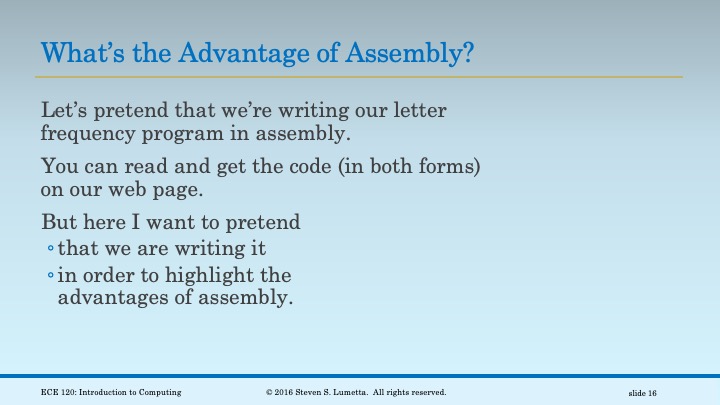 What’s the Advantage of Assembly?
Let’s pretend that we’re writing our letter
frequency program in assembly.
You can read and get the code (in both forms)
on our web page.
But here I want to pretend
◦that we are writing it
◦in order to highlight the
advantages of assembly.
ECE 120: Introduction to Computing
© 2016 Steven S. Lumetta.  All rights reserved.
slide 16